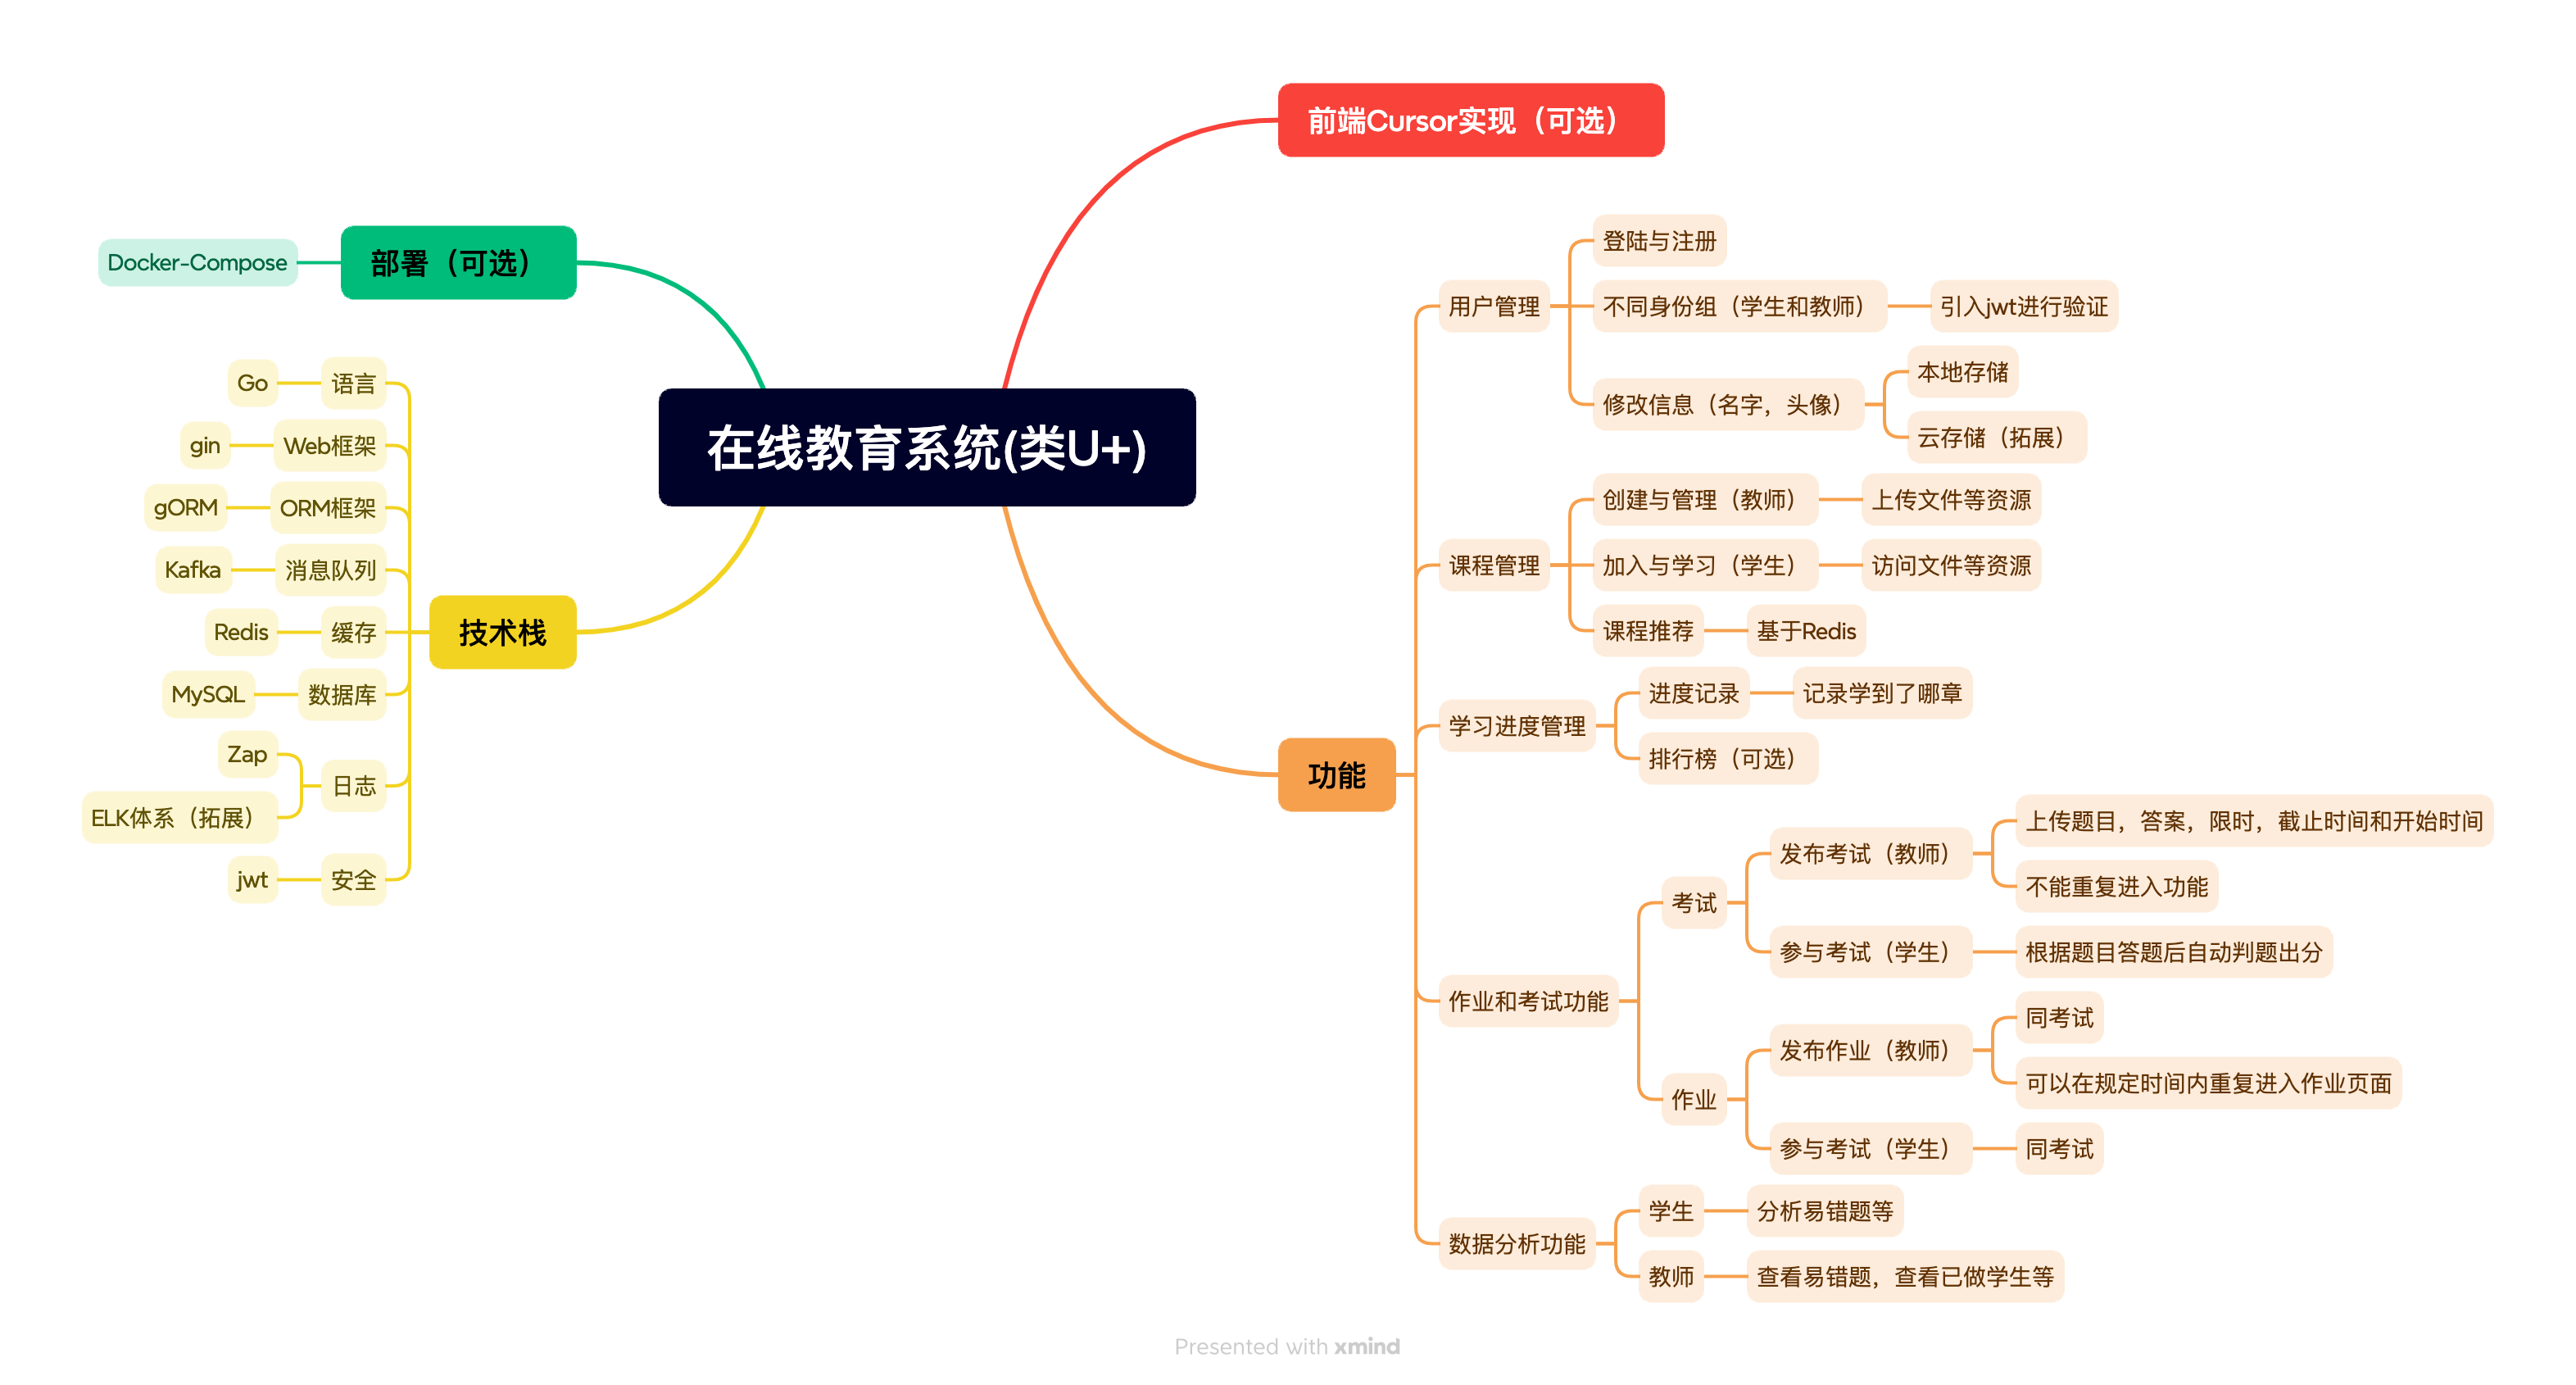 在线教育系统(类U+)
前端Cursor实现（可选）
功能
用户管理
登陆与注册
不同身份组（学生和教师）
引入jwt进行验证
修改信息（名字，头像）
本地存储
云存储（拓展）
课程管理
创建与管理（教师）
上传文件等资源
加入与学习（学生）
访问文件等资源
课程推荐
基于Redis
学习进度管理
进度记录
记录学到了哪章
排行榜（可选）
作业和考试功能
考试
发布考试（教师）
上传题目，答案，限时，截止时间和开始时间
不能重复进入功能
参与考试（学生）
根据题目答题后自动判题出分
作业
发布作业（教师）
同考试
可以在规定时间内重复进入作业页面
参与考试（学生）
同考试
数据分析功能
学生
分析易错题等
教师
查看易错题，查看已做学生等
部署（可选）
Docker-Compose
技术栈
语言
Go
Web框架
gin
ORM框架
gORM
消息队列
Kafka
缓存
Redis
数据库
MySQL
日志
Zap
ELK体系（拓展）
安全
jwt
Presented with xmind